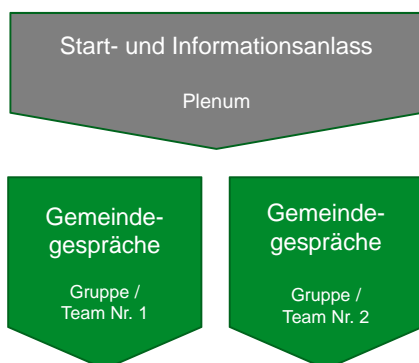 Start- und Informationsanlass
Plenum
Gemeinde-
gespräche
Gruppe /
Team Nr. 1
Gemeinde-
gespräche
Gruppe /
Team Nr. 2